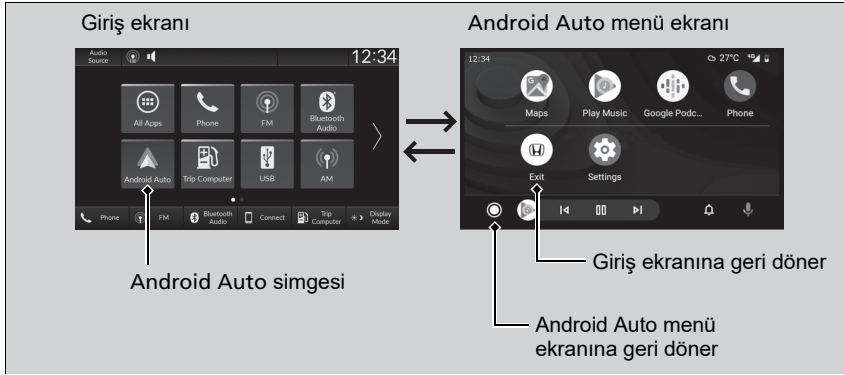 Giriş ekranı
Android Auto menü ekranı
Audio Source
12:34
All Apps
Phone
FM
Bluetooth Audio
Android Auto
Trip Computer
USB
AM
Phone
FM
Bluetooth Audio
Connect
Trip Computer
Display Mode
12:34
27°C
4G
Maps
Play Music
Google Podc...
Phone
Exit
Settings
Android Auto simgesi
Giriş ekranına geri döner
Android Auto menü
ekranına geri döner